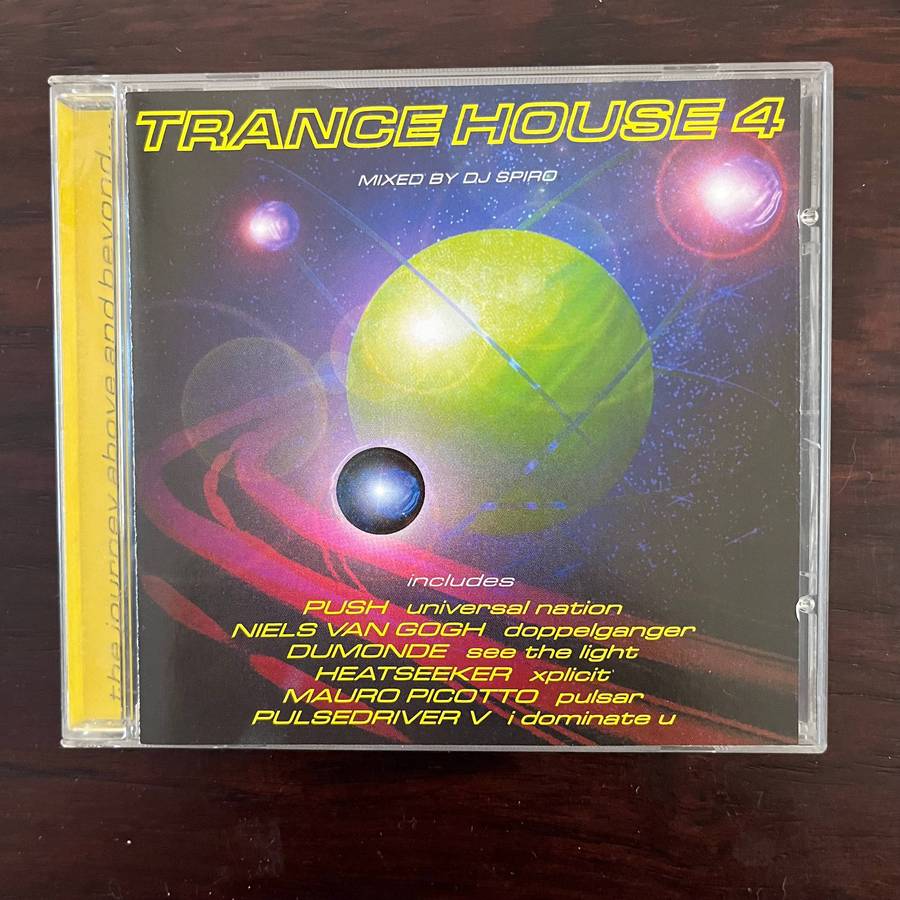 TRANCE HOUSE 4
MIXED BY DJ SPIRO
the journey above and beyond...
includes
PUSH universal nation
NIELS VAN GOGH doppelganger
DUMONDE see the light
HEATSEEKER xplicit
MAURO PICOTTO pulsar
PULSEDRIVER V i dominate u